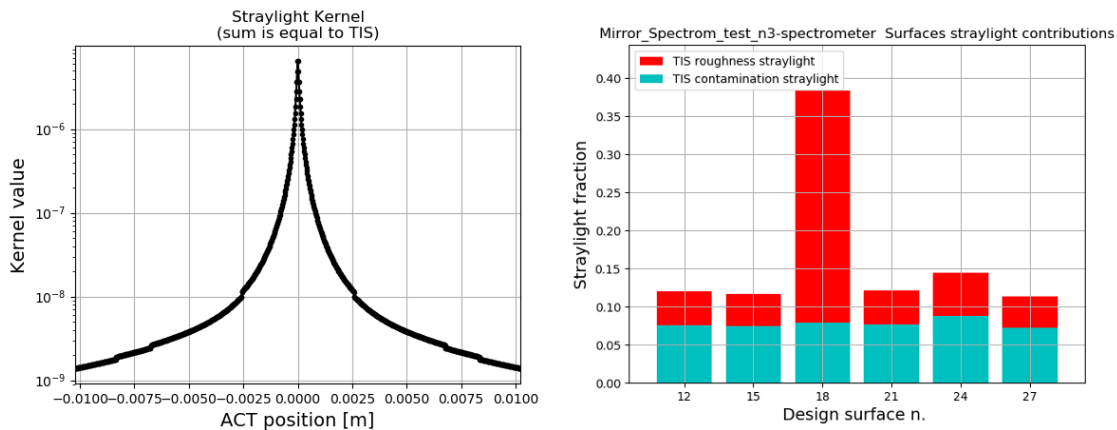 Straylight Kernel
(sum is equal to TIS)
10⁻⁶
10⁻⁷
10⁻⁸
10⁻⁹
Kernel value
−0.0100 −0.0075 −0.0050 −0.0025 0.0000 0.0025 0.0050 0.0075 0.0100
ACT position [m]
Mirror_Spectrom_test_n3-spectrometer Surfaces straylight contributions
TIS roughness straylight
TIS contamination straylight
0.40
0.35
0.30
0.25
0.20
0.15
0.10
0.05
0.00
Straylight fraction
12 15 18 21 24 27
Design surface n.